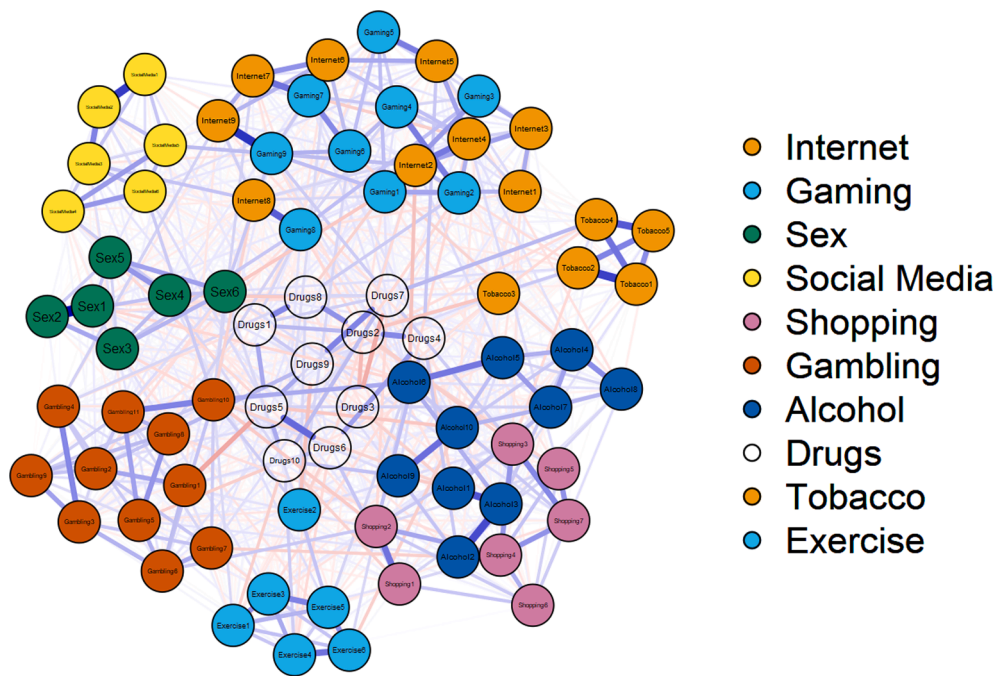 Gaming5
Internet6
Internet5
Internet7
SocialMedia1
Gaming7
Gaming3
Gaming4
SocialMedia2
Internet9
Internet3
Internet4
Gaming6
Gaming9
Internet2
Gaming1
Gaming2
Internet1
Internet8
Gaming8
Tobacco4
Tobacco5
Tobacco2
Tobacco1
Tobacco3
Sex5
Sex4
Sex6
Sex1
Sex2
Sex3
Drugs8
Drugs7
Drugs1
Drugs2
Drugs4
Drugs9
Drugs5
Drugs3
Drugs6
Drugs10
Alcohol5
Alcohol4
Alcohol6
Alcohol8
Alcohol7
Alcohol10
Alcohol9
Alcohol1
Alcohol3
Alcohol2
Shopping3
Shopping5
Shopping7
Shopping2
Shopping4
Shopping1
Shopping6
Gambling4
Gambling11
Gambling10
Gambling2
Gambling1
Gambling3
Gambling7
Exercise2
Exercise3
Exercise5
Exercise1
Exercise4
Exercise6
Internet
Gaming
Sex
Social Media
Shopping
Gambling
Alcohol
Drugs
Tobacco
Exercise